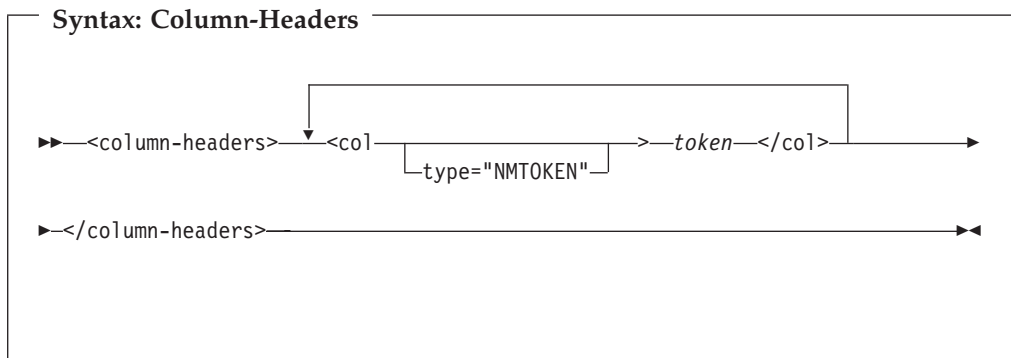 Syntax: Column-Headers
<column-headers> <col > token </col>
type="NMTOKEN"
</column-headers>